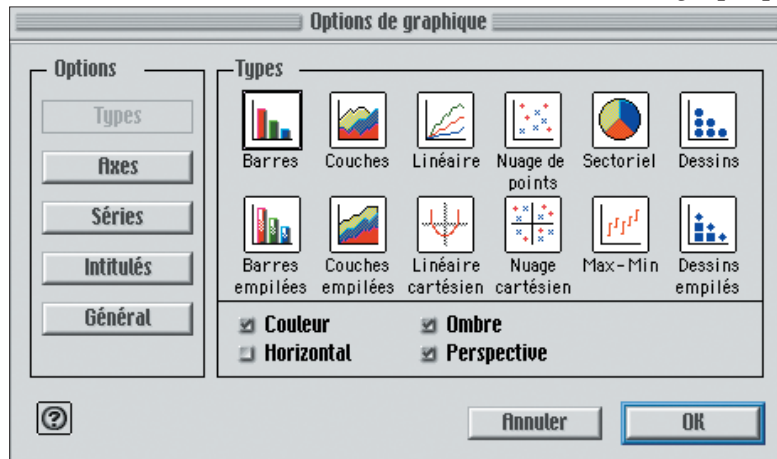 Options de graphique
Options
Types
Axes
Séries
Intitulés
Général
Types
Barres Couches Linéaire Nuage de points Sectoriel Dessins
Barres empilées Couches empilées Linéaire cartésien Nuage cartésien Max-Min Dessins empilés
Couleur Ombre
Horizontal Perspective
?
Annuler OK